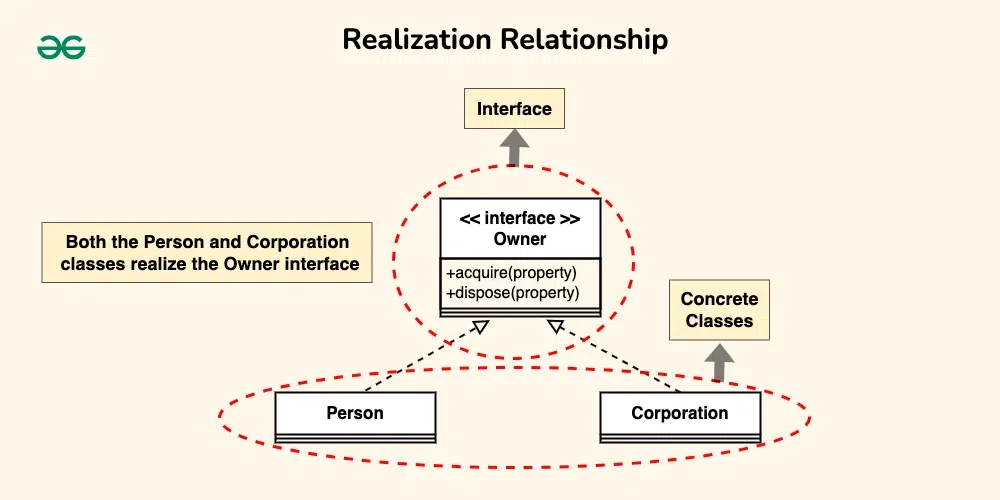 Realization Relationship
Interface
<< interface >>
Owner
+acquire(property)
+dispose(property)
Both the Person and Corporation
classes realize the Owner interface
Concrete
Classes
Person
Corporation